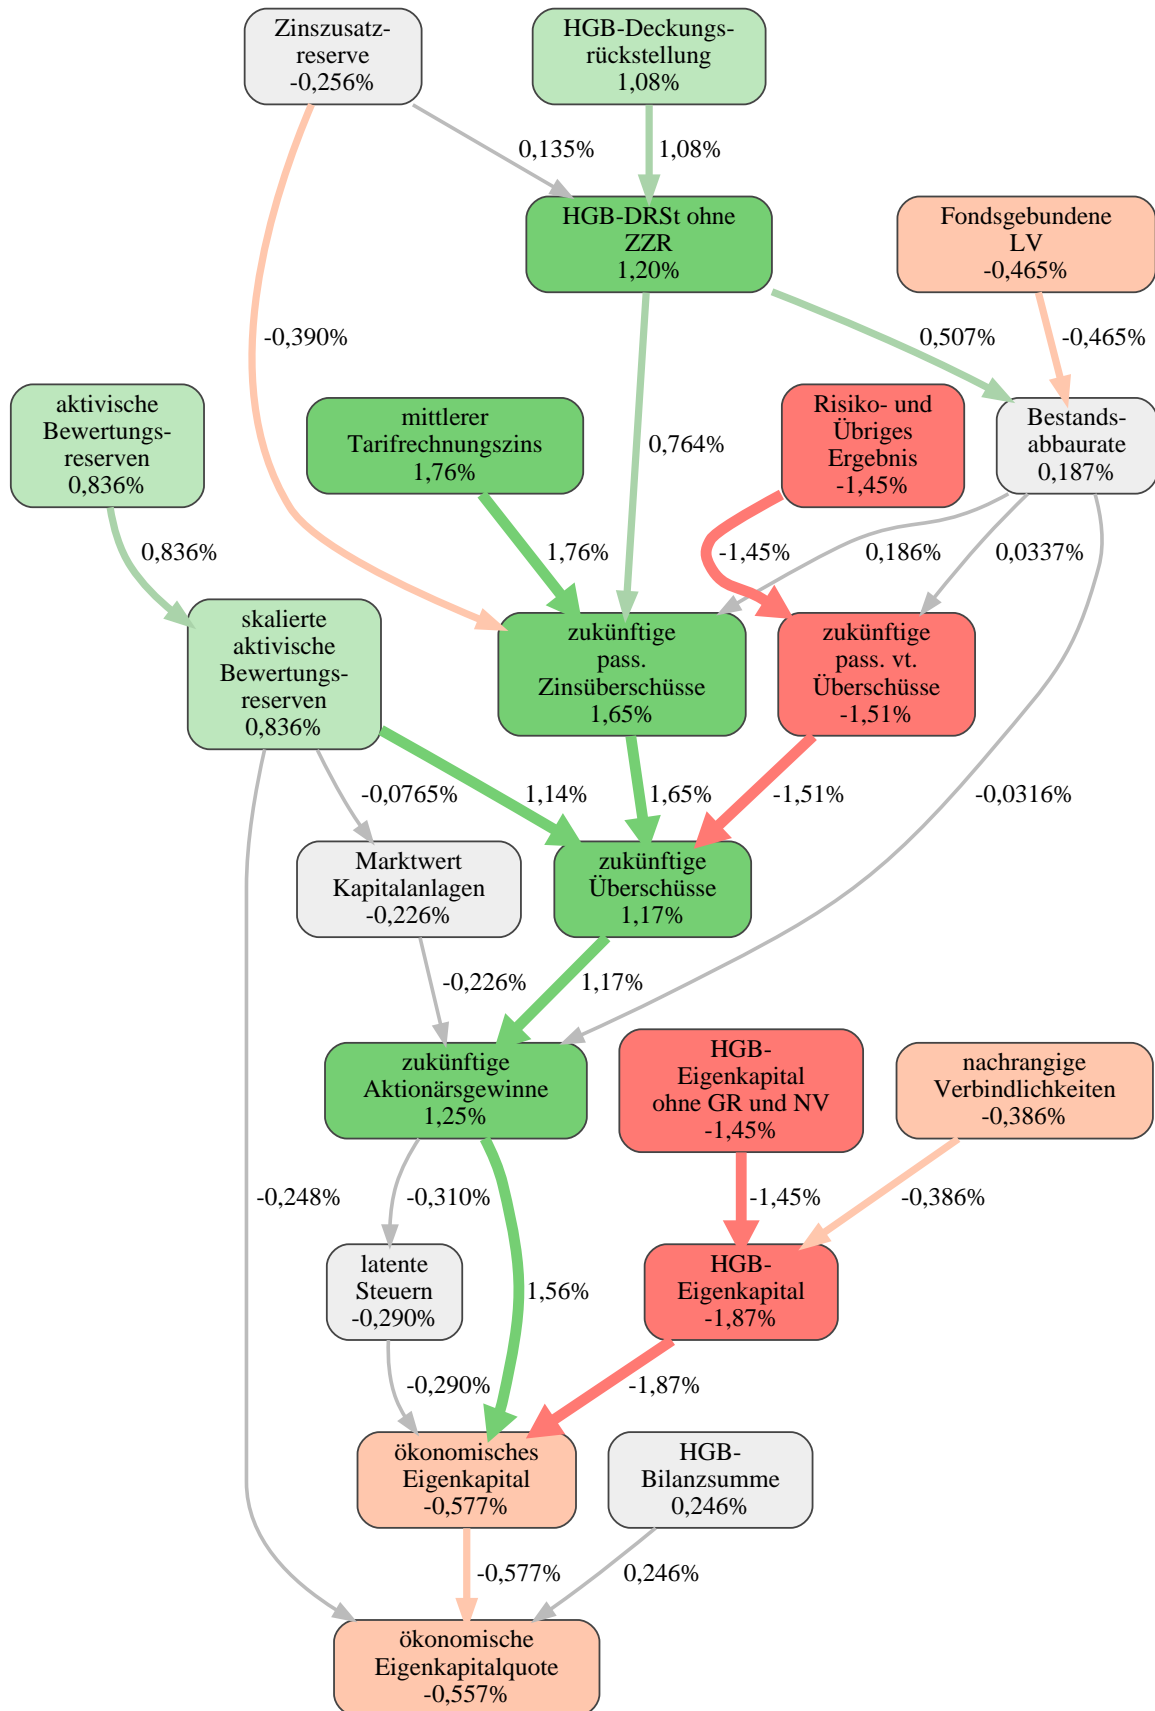 Zinszusatz-
reserve
-0,256%
HGB-Deckungs-
rückstellung
1,08%
0,135%
1,08%
HGB-DRSt ohne
ZZR
1,20%
Fondsgebundene
LV
-0,465%
-0,390%
0,507%
-0,465%
aktivische
Bewertungs-
reserven
0,836%
mittlerer
Tarifrechnungszins
1,76%
0,764%
Risiko- und
Übriges
Ergebnis
-1,45%
Bestands-
abbaurate
0,187%
0,836%
1,76%
-1,45%
0,186%
0,0337%
skalierte
aktivische
Bewertungs-
reserven
0,836%
zukünftige
pass.
Zinsüberschüsse
1,65%
zukünftige
pass. vt.
Überschüsse
-1,51%
-0,0765%
1,14%
1,65%
-1,51%
-0,0316%
Marktwert
Kapitalanlagen
-0,226%
zukünftige
Überschüsse
1,17%
-0,226%
1,17%
zukünftige
Aktionärsgewinne
1,25%
HGB-
Eigenkapital
ohne GR und NV
-1,45%
nachrangige
Verbindlichkeiten
-0,386%
-0,248%
-0,310%
-1,45%
-0,386%
latente
Steuern
-0,290%
1,56%
HGB-
Eigenkapital
-1,87%
-0,290%
-1,87%
ökonomisches
Eigenkapital
-0,577%
HGB-
Bilanzsumme
0,246%
-0,577%
0,246%
ökonomische
Eigenkapitalquote
-0,557%